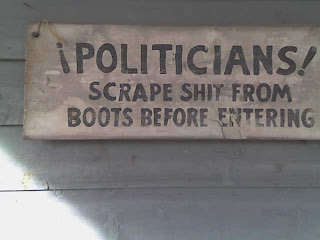 ¡POLITICIANS!
SCRAPE SHIT FROM
BOOTS BEFORE ENTERING